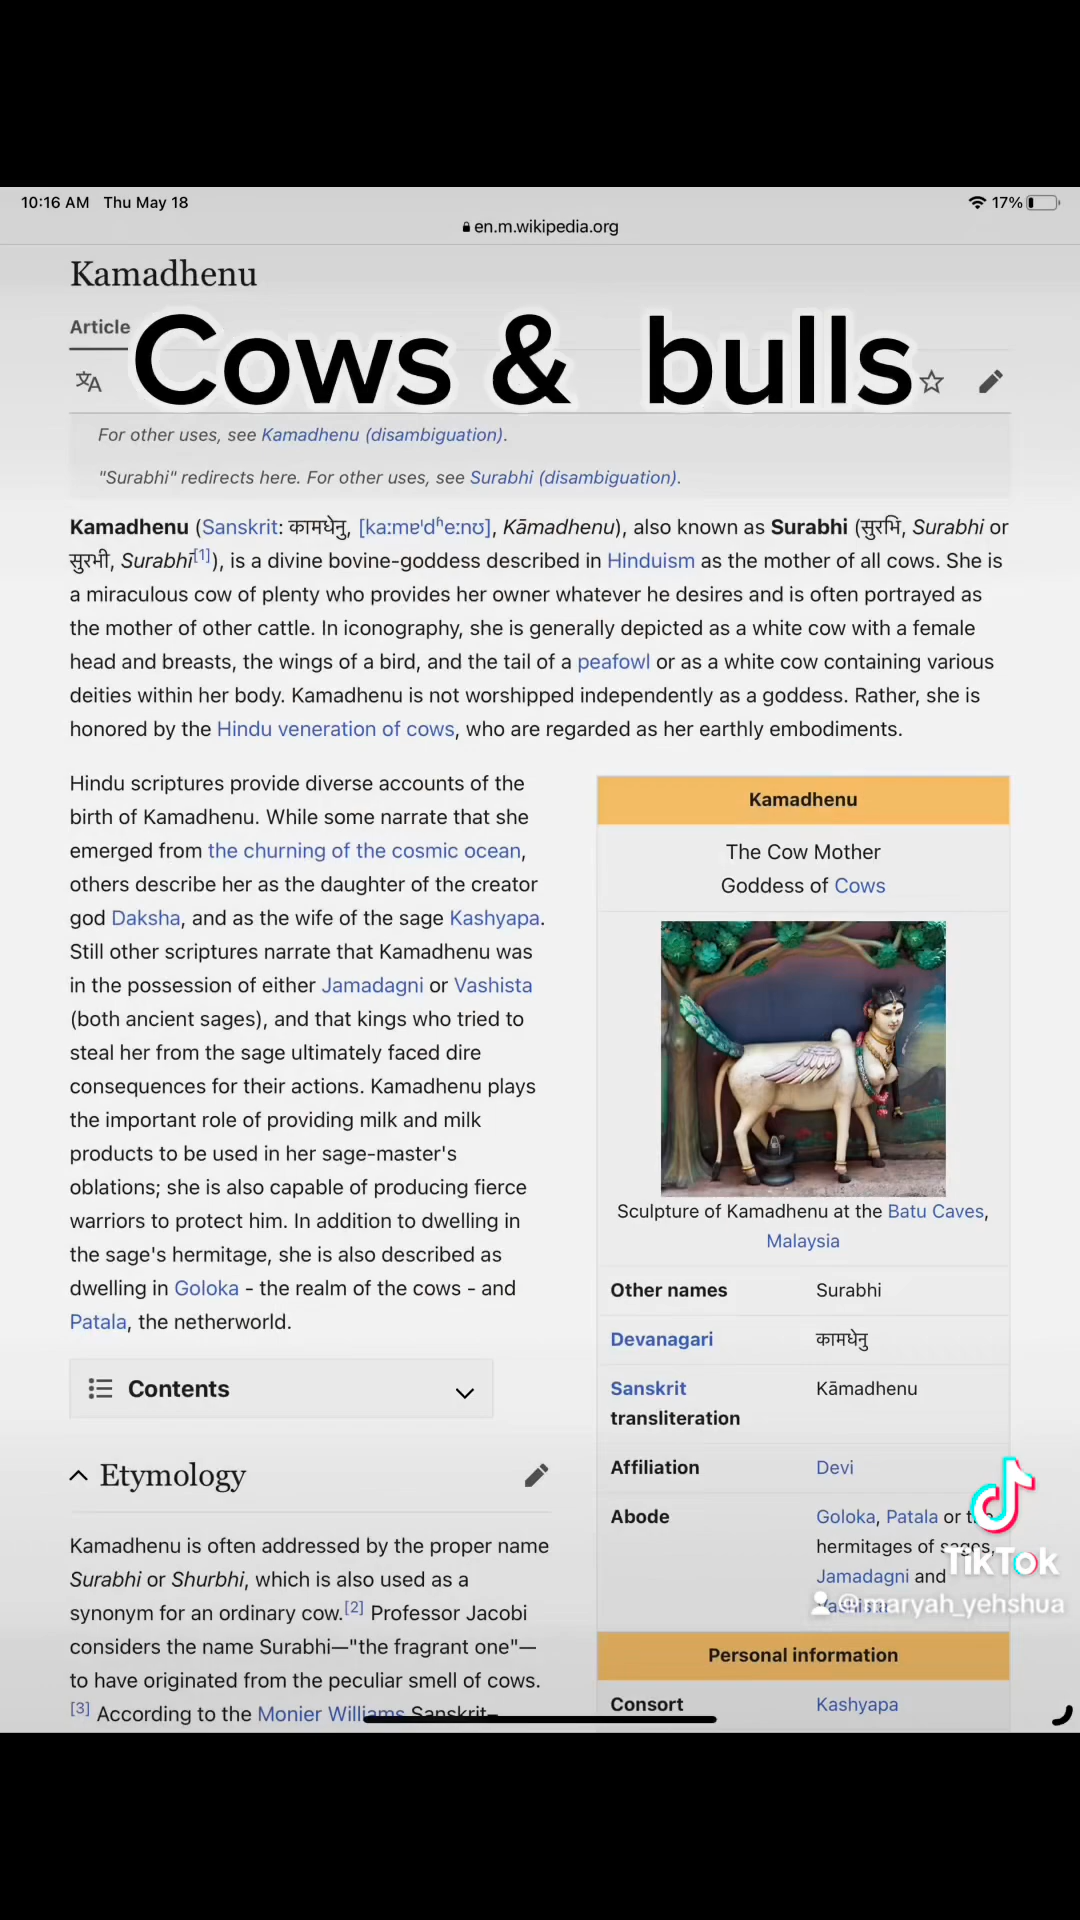 10:16 AM Thu May 18
17%
en.m.wikipedia.org
Kamadhenu
Article
Cows & bulls
For other uses, see Kamadhenu (disambiguation).
"Surabhi" redirects here. For other uses, see Surabhi (disambiguation).
Kamadhenu (Sanskrit: कामधेनु, [kaːmɐˈdʱeːnʊ], Kāmadhenu), also known as Surabhi (सुरभि, Surabhi or
सुरभी, Surabhī[1]), is a divine bovine-goddess described in Hinduism as the mother of all cows. She is
a miraculous cow of plenty who provides her owner whatever he desires and is often portrayed as
the mother of other cattle. In iconography, she is generally depicted as a white cow with a female
head and breasts, the wings of a bird, and the tail of a peafowl or as a white cow containing various
deities within her body. Kamadhenu is not worshipped independently as a goddess. Rather, she is
honored by the Hindu veneration of cows, who are regarded as her earthly embodiments.
Hindu scriptures provide diverse accounts of the
birth of Kamadhenu. While some narrate that she
emerged from the churning of the cosmic ocean,
others describe her as the daughter of the creator
god Daksha, and as the wife of the sage Kashyapa.
Still other scriptures narrate that Kamadhenu was
in the possession of either Jamadagni or Vashista
(both ancient sages), and that kings who tried to
steal her from the sage ultimately faced dire
consequences for their actions. Kamadhenu plays
the important role of providing milk and milk
products to be used in her sage-master's
oblations; she is also capable of producing fierce
warriors to protect him. In addition to dwelling in
the sage's hermitage, she is also described as
dwelling in Goloka - the realm of the cows - and
Patala, the netherworld.
Contents
Etymology
Kamadhenu is often addressed by the proper name
Surabhi or Shurbhi, which is also used as a
synonym for an ordinary cow.[2] Professor Jacobi
considers the name Surabhi—"the fragrant one"—
to have originated from the peculiar smell of cows.
[3] According to the Monier Williams Sanskrit–
Kamadhenu
The Cow Mother
Goddess of Cows
Sculpture of Kamadhenu at the Batu Caves,
Malaysia
Other names Surabhi
Devanagari कामधेनु
Sanskrit Kāmadhenu
transliteration
Affiliation Devi
Abode Goloka, Patala or the
hermitages of sages,
Jamadagni and
Vashista
Personal information
Consort Kashyapa
TikTok
@maryah_yehshua